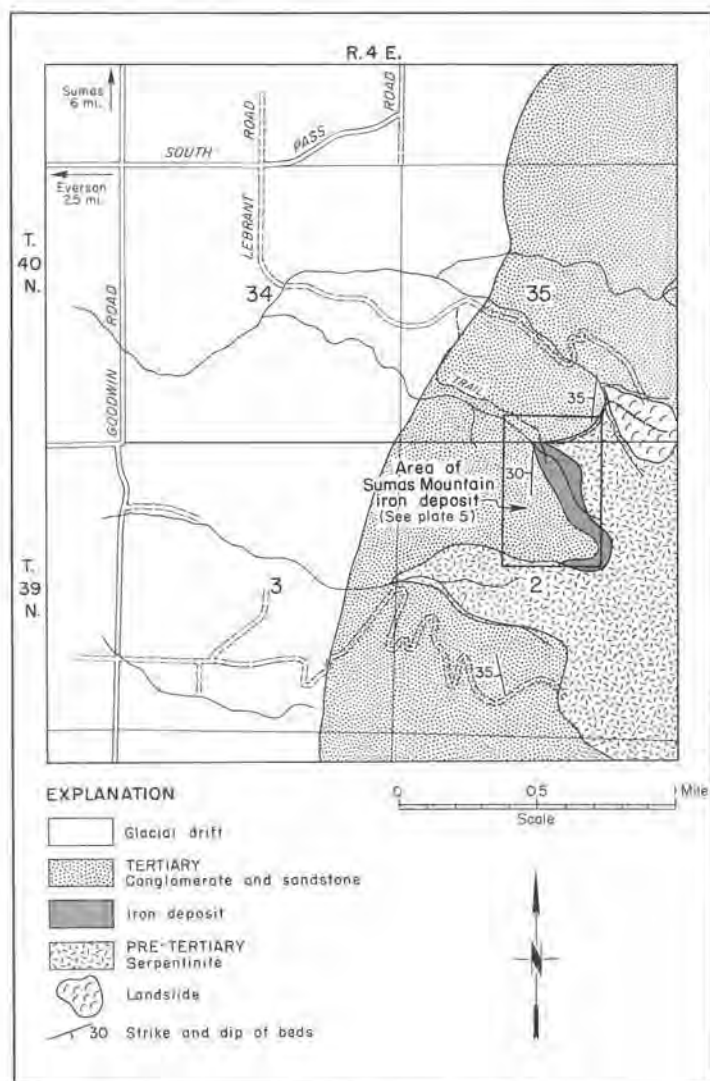 R. 4 E.
Sumas
6 mi.
ROAD
ROAD
PASS
SOUTH
Everson
25 mi.
LEBRANT
T.
40
N.
34
35
ROAD
GOODWIN
TRAIL
35
30
Area of
Sumas Mountain
iron deposit
(See plate 5)
T.
39
N.
3
2
35
EXPLANATION
Glacial drift
TERTIARY
Conglomerate and sandstone
Iron deposit
PRE-TERTIARY
Serpentinite
Landslide
30 Strike and dip of beds
0 0.5 1 Mile
Scale
N